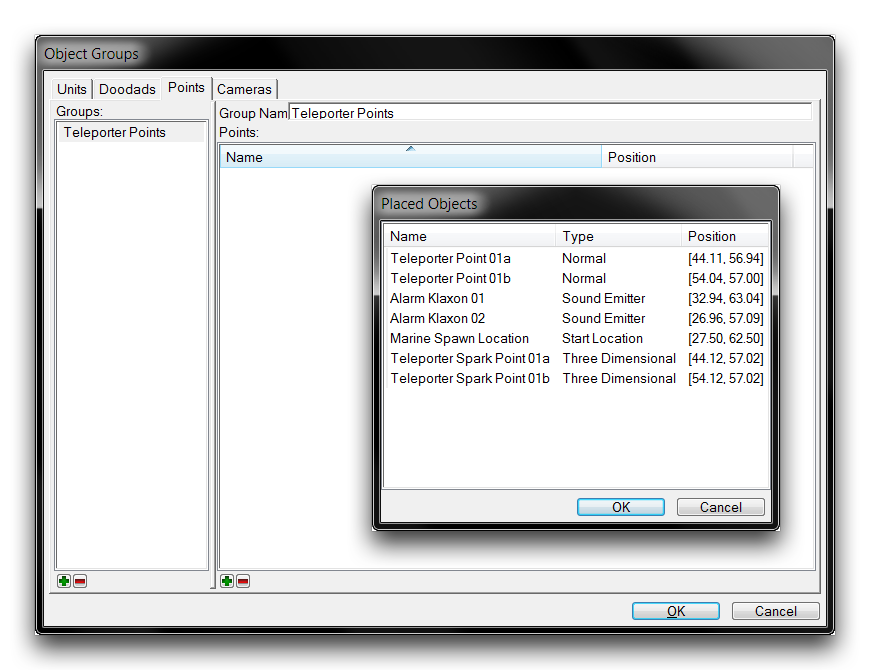 Object Groups
Units Doodads Points Cameras
Groups:
Teleporter Points
Group Nam Teleporter Points
Points:
Name Position
Placed Objects
Name Type Position
Teleporter Point 01a Normal [44.11, 56.94]
Teleporter Point 01b Normal [54.04, 57.00]
Alarm Klaxon 01 Sound Emitter [32.94, 63.04]
Alarm Klaxon 02 Sound Emitter [26.96, 57.09]
Marine Spawn Location Start Location [27.50, 62.50]
Teleporter Spark Point 01a Three Dimensional [44.12, 57.02]
Teleporter Spark Point 01b Three Dimensional [54.12, 57.02]
OK Cancel
OK Cancel